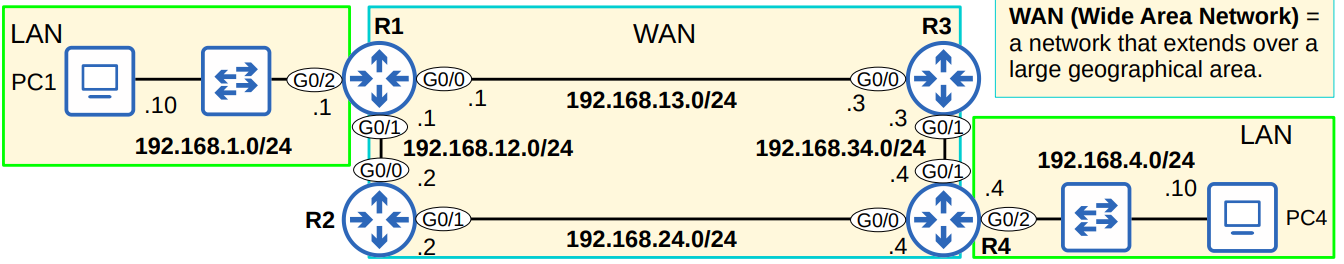 LAN
R1
WAN
R3
WAN (Wide Area Network) =
a network that extends over a
large geographical area.
PC1
G0/2
G0/0
G0/0
.10
.1
.1
192.168.13.0/24
.3
192.168.1.0/24
G0/1
.1
192.168.12.0/24
G0/0
.2
.3
G0/1
192.168.34.0/24
.4
G0/1
LAN
192.168.4.0/24
.4
.10
R2
G0/1
.2
192.168.24.0/24
G0/0
.4
G0/2
R4
PC4